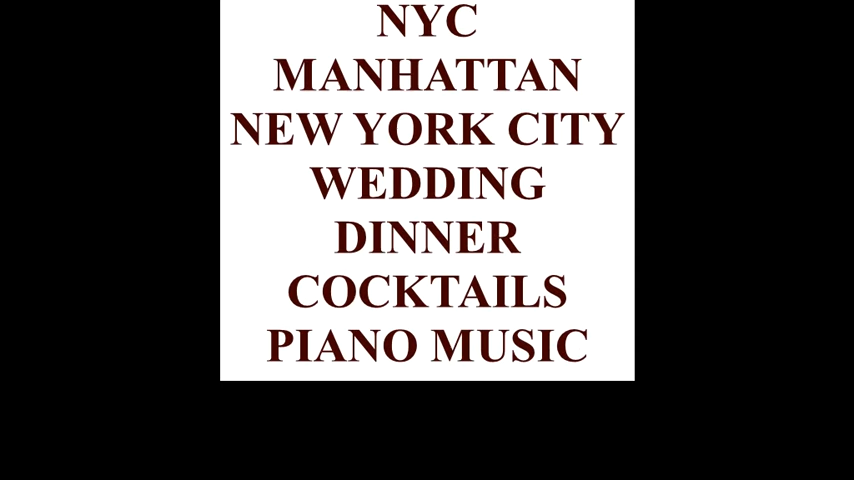 NYC
MANHATTAN
NEW YORK CITY
WEDDING
DINNER
COCKTAILS
PIANO MUSIC